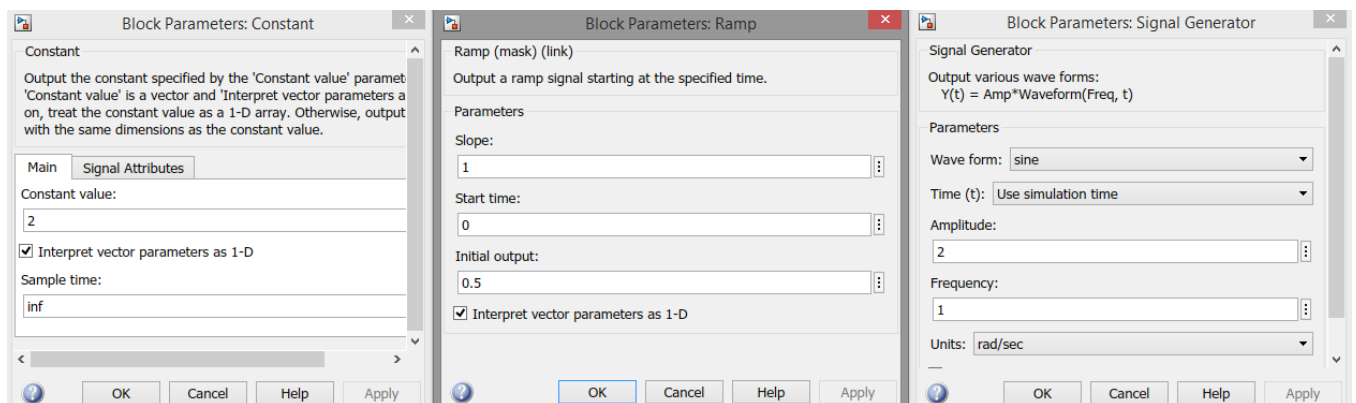 Block Parameters: Constant
Constant
Output the constant specified by the 'Constant value' paramet
'Constant value' is a vector and 'Interpret vector parameters a
on, treat the constant value as a 1-D array. Otherwise, output
with the same dimensions as the constant value.
Main Signal Attributes
Constant value:
2
Interpret vector parameters as 1-D
Sample time:
inf
OK Cancel Help Apply
Block Parameters: Ramp
Ramp (mask) (link)
Output a ramp signal starting at the specified time.
Parameters
Slope:
1
Start time:
0
Initial output:
0.5
Interpret vector parameters as 1-D
OK Cancel Help Apply
Block Parameters: Signal Generator
Signal Generator
Output various wave forms:
Y(t) = Amp*Waveform(Freq, t)
Parameters
Wave form: sine
Time (t): Use simulation time
Amplitude:
2
Frequency:
1
Units: rad/sec
OK Cancel Help Apply